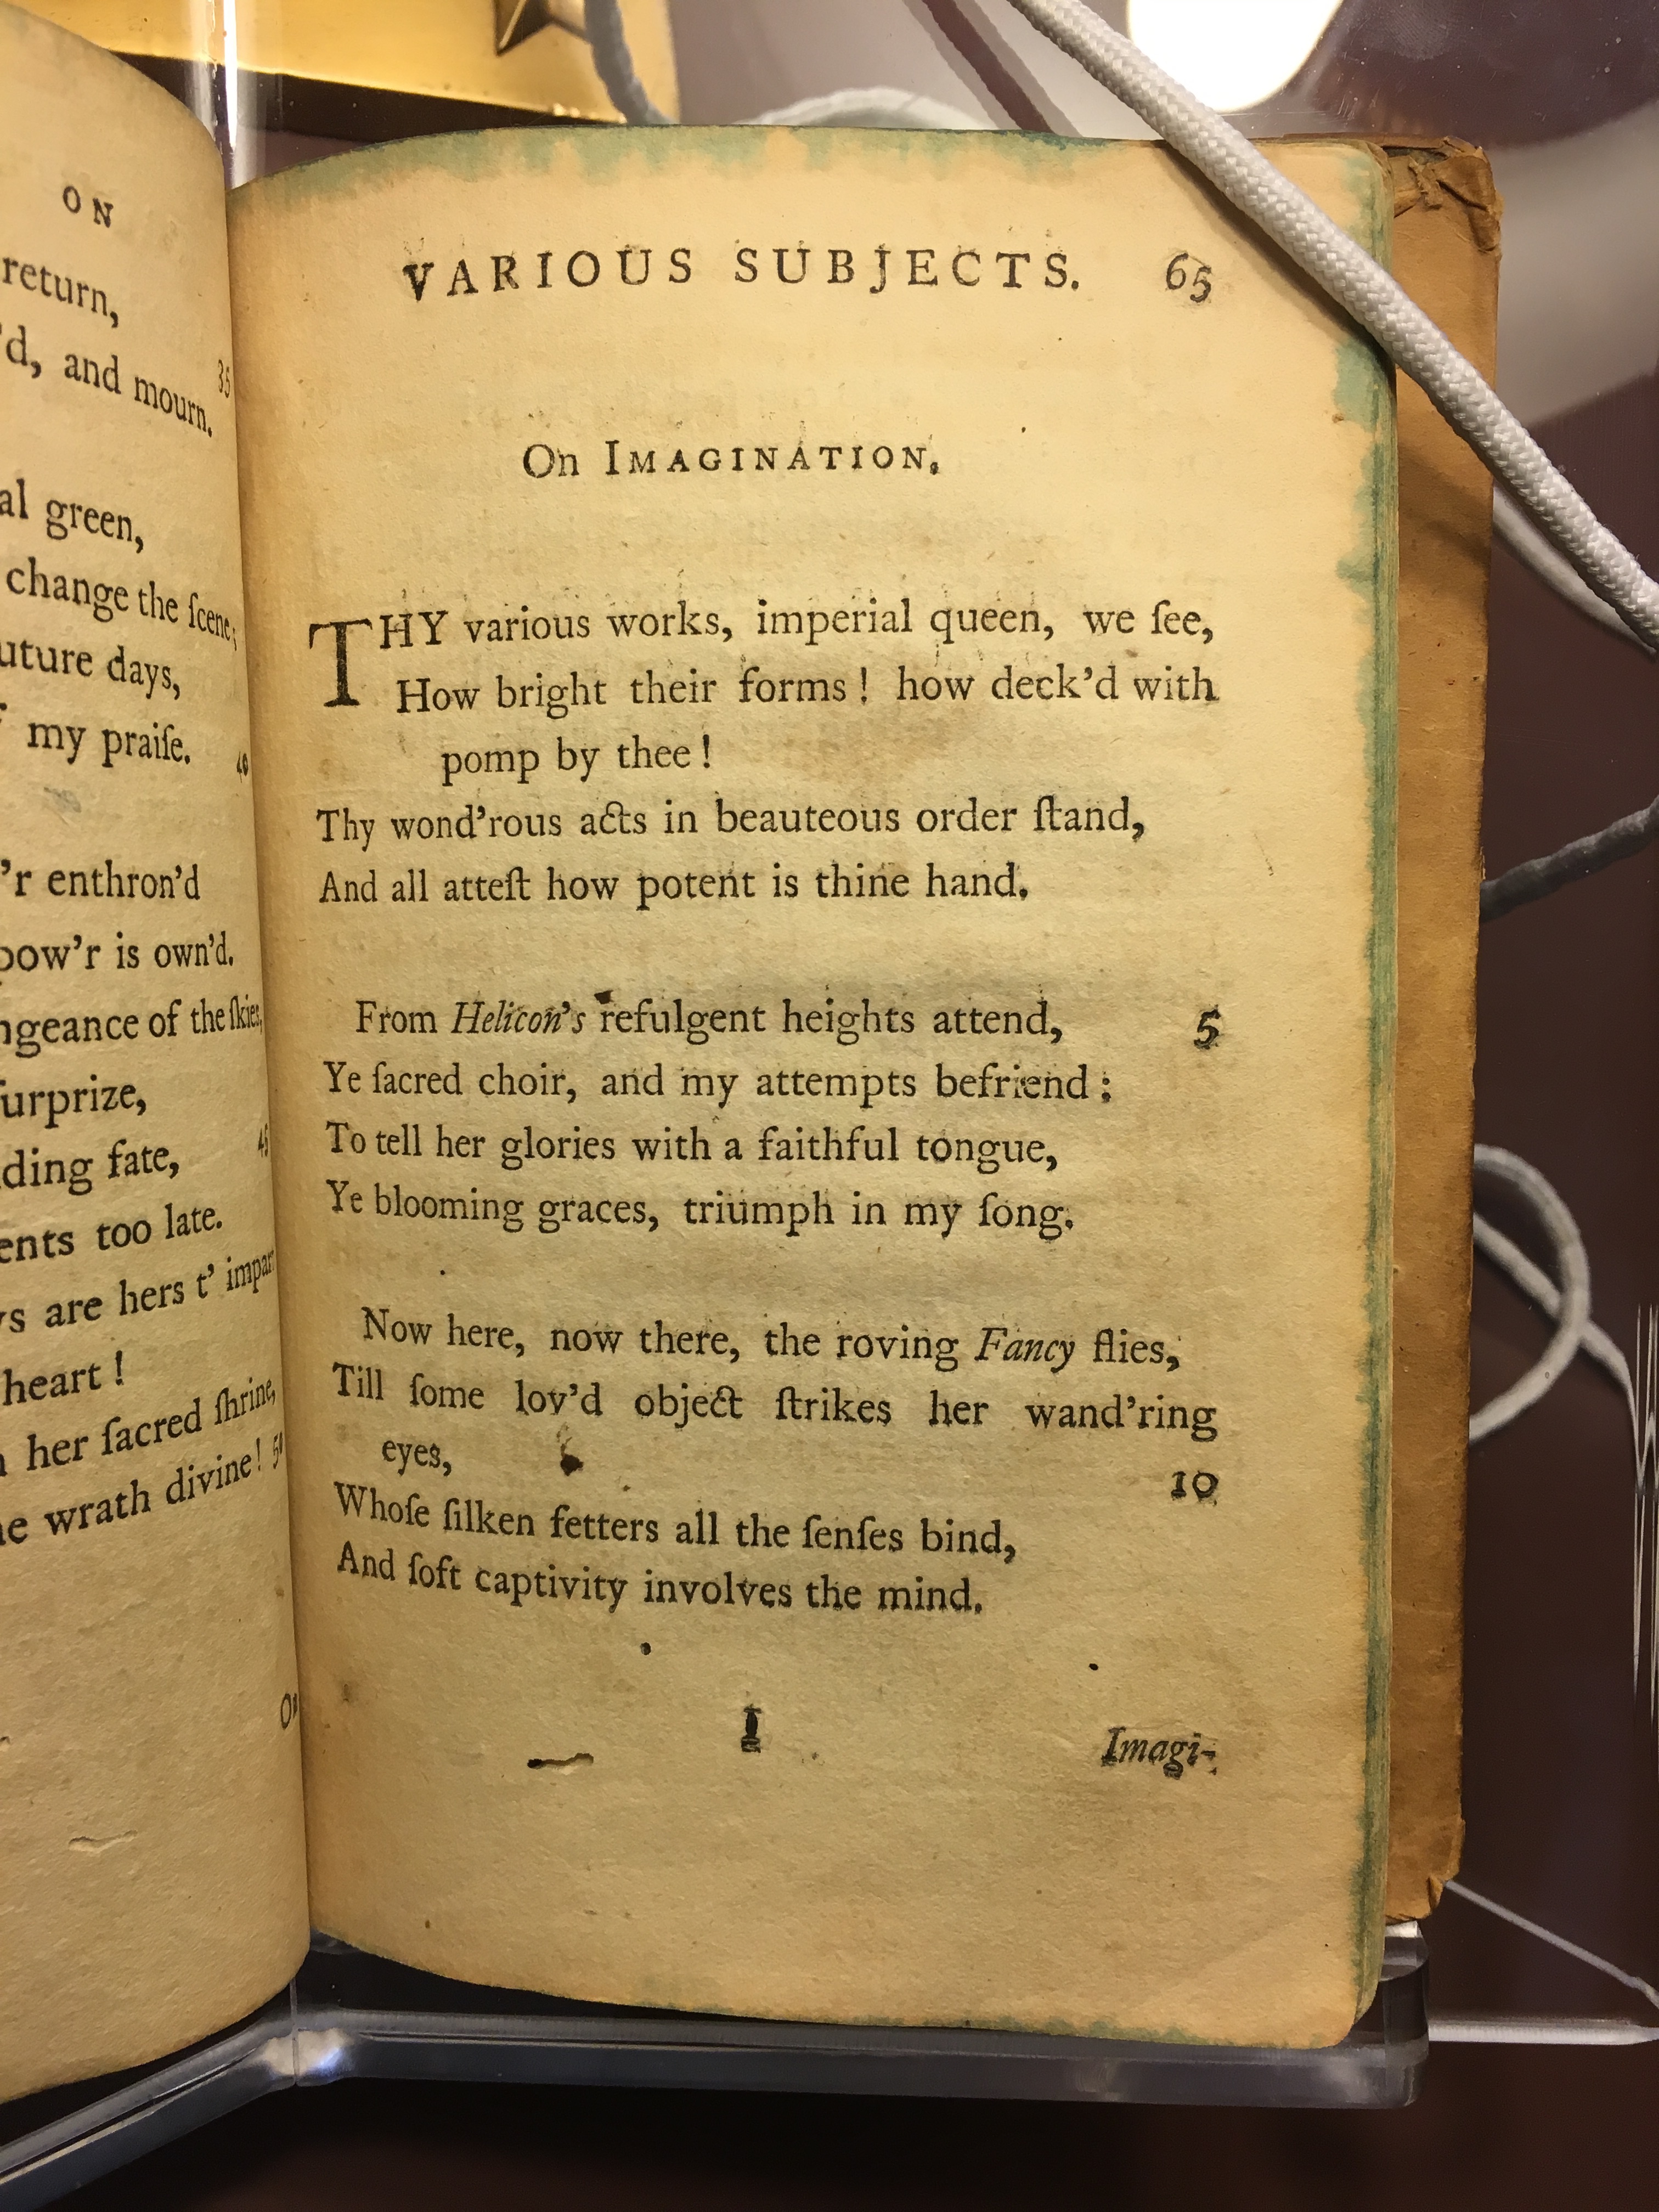 ON
return,
'd, and mourn. 35
al green,
change the ſcene;
uture days,
my praiſe. 40
'r enthron'd
pow'r is own'd.
ngeance of the ſkies,
urprize,
ding fate, 45
ents too late.
are hers t' impart
heart !
her ſacred ſhrine,
wrath divine! 50
VARIOUS SUBJECTS. 65
On IMAGINATION.
THY various works, imperial queen, we ſee,
How bright their forms ! how deck'd with
pomp by thee !
Thy wond'rous acts in beauteous order ſtand,
And all atteſt how potent is thine hand.
From Helicon's refulgent heights attend, 5
Ye ſacred choir, and my attempts befriend :
To tell her glories with a faithful tongue,
Ye blooming graces, triumph in my ſong.
Now here, now there, the roving Fancy flies,
Till ſome lov'd object ſtrikes her wand'ring
eyes, 10
Whoſe ſilken fetters all the ſenſes bind,
And ſoft captivity involves the mind.
Imagi-